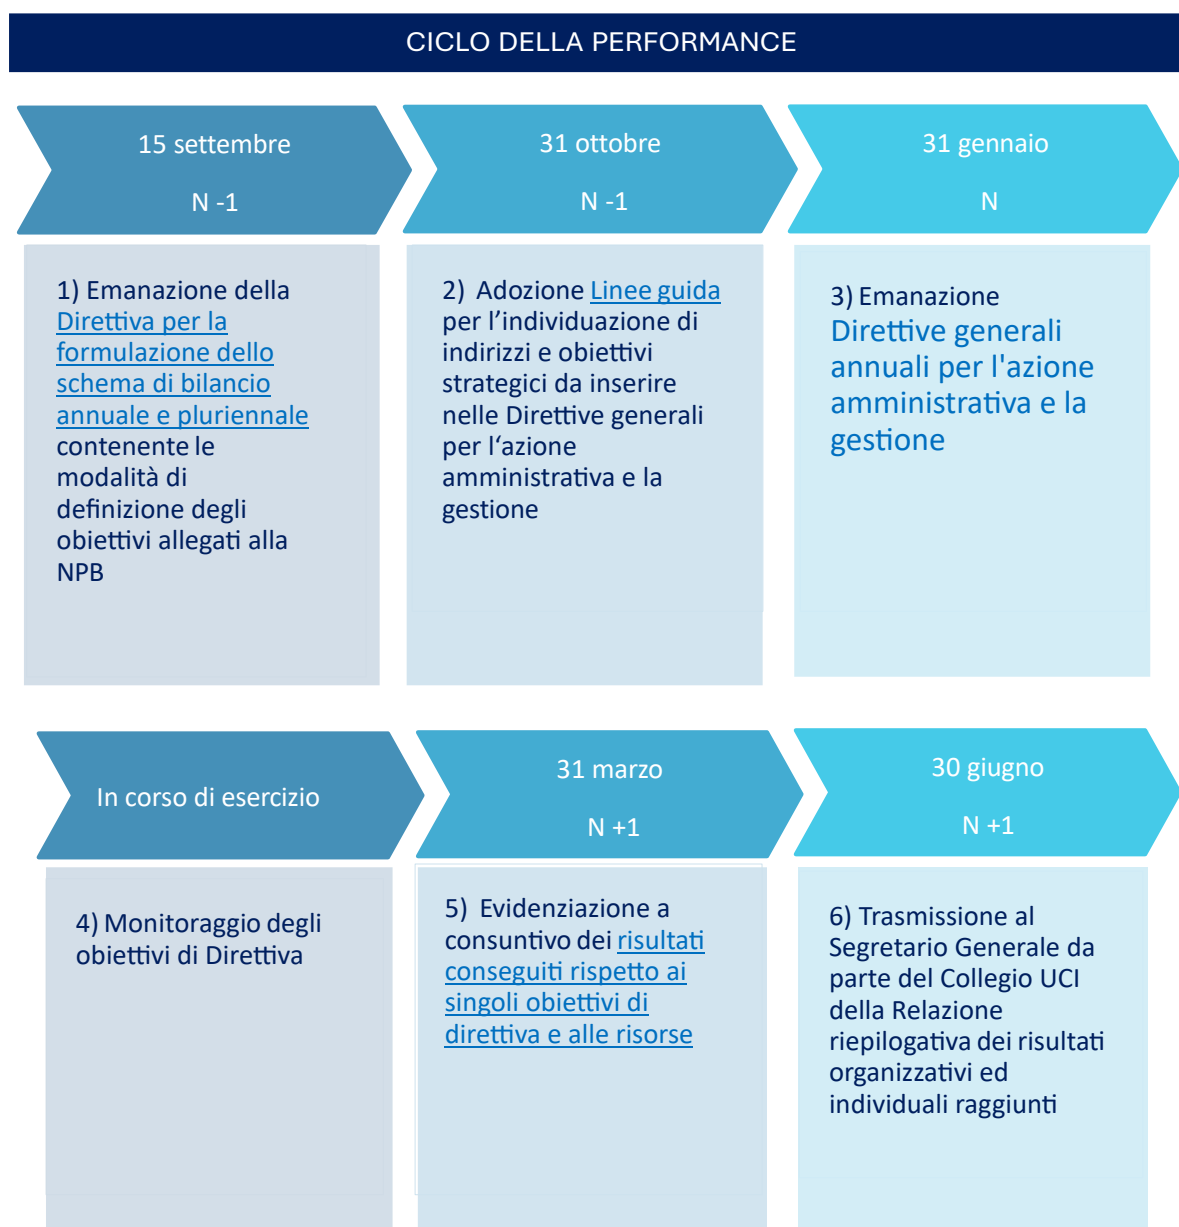 CICLO DELLA PERFORMANCE
15 settembre
N -1
31 ottobre
N -1
31 gennaio
N
1) Emanazione della
Direttiva per la
formulazione dello
schema di bilancio
annuale e pluriennale
contenente le
modalità di
definizione degli
obiettivi allegati alla
NPB
2) Adozione Linee guida
per l’individuazione di
indirizzi e obiettivi
strategici da inserire
nelle Direttive generali
per l‘azione
amministrativa e la
gestione
3) Emanazione
Direttive generali
annuali per l'azione
amministrativa e la
gestione
In corso di esercizio
31 marzo
N +1
30 giugno
N +1
4) Monitoraggio degli
obiettivi di Direttiva
5) Evidenziazione a
consuntivo dei risultati
conseguiti rispetto ai
singoli obiettivi di
direttiva e alle risorse
6) Trasmissione al
Segretario Generale da
parte del Collegio UCI
della Relazione
riepilogativa dei risultati
organizzativi ed
individuali raggiunti